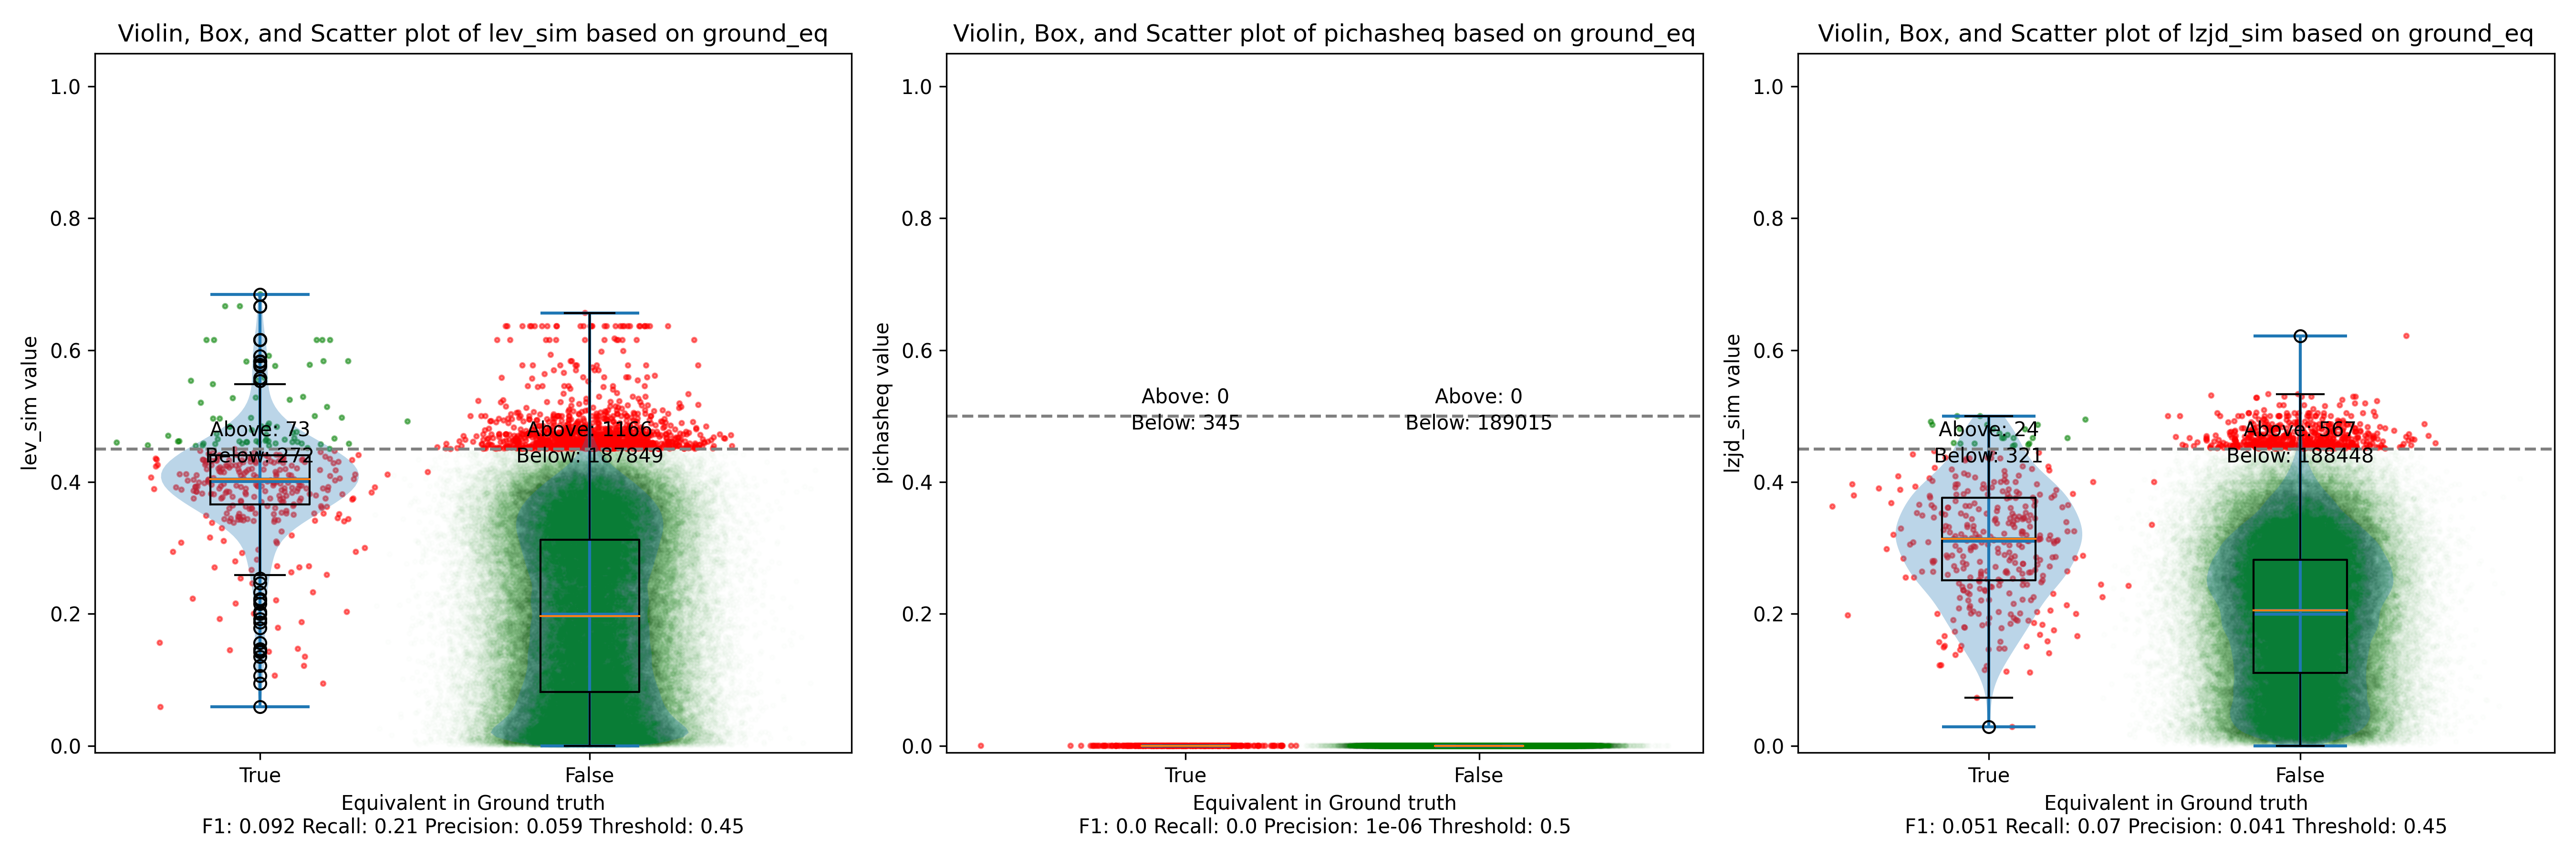 Violin, Box, and Scatter plot of lev_sim based on ground_eq
1.0
0.8
0.6
0.4
0.2
0.0
lev_sim value
Above: 73
Below: 272
Above: 1166
Below: 187849
True
False
Equivalent in Ground truth
F1: 0.092 Recall: 0.21 Precision: 0.059 Threshold: 0.45
Violin, Box, and Scatter plot of pichasheq based on ground_eq
1.0
0.8
0.6
0.4
0.2
0.0
pichasheq value
Above: 0
Below: 345
Above: 0
Below: 189015
True
False
Equivalent in Ground truth
F1: 0.0 Recall: 0.0 Precision: 1e-06 Threshold: 0.5
Violin, Box, and Scatter plot of lzjd_sim based on ground_eq
1.0
0.8
0.6
0.4
0.2
0.0
lzjd_sim value
Above: 24
Below: 321
Above: 567
Below: 188448
True
False
Equivalent in Ground truth
F1: 0.051 Recall: 0.07 Precision: 0.041 Threshold: 0.45